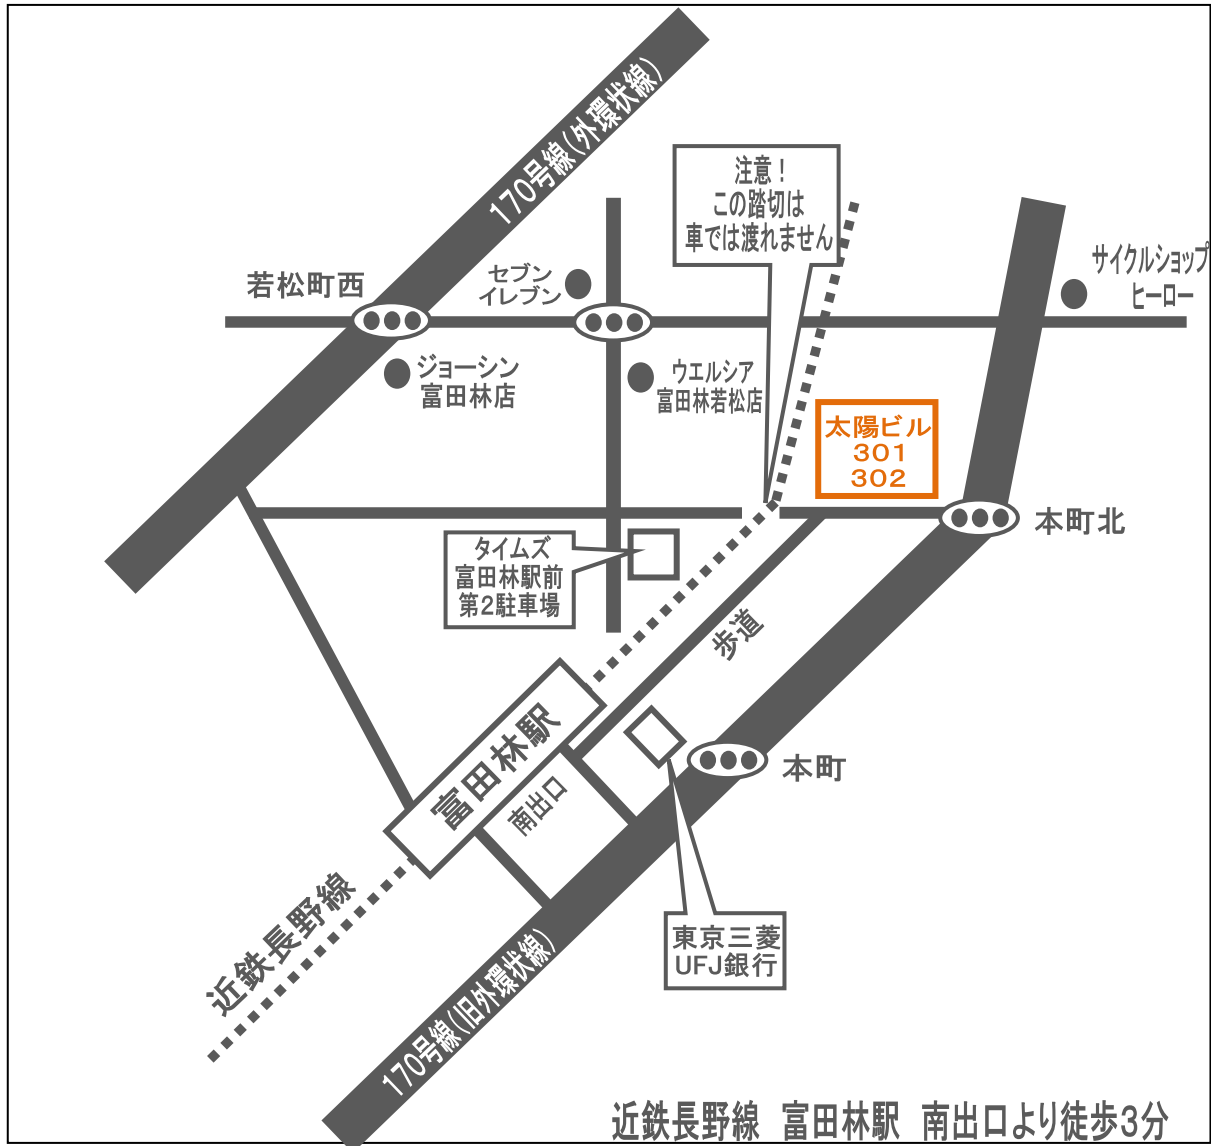 170号線(外環状線)
注意！
この踏切は
車では渡れません
サイクルショップ
ヒーロー
若松町西
セブン
イレブン
ジョーシン
富田林店
ウエルシア
富田林若松店
太陽ビル
301
302
本町北
タイムズ
富田林駅前
第2駐車場
歩道
富田林駅
南出口
本町
近鉄長野線
東京三菱
UFJ銀行
170号線(旧外環状線)
近鉄長野線　富田林駅　南出口より徒歩3分